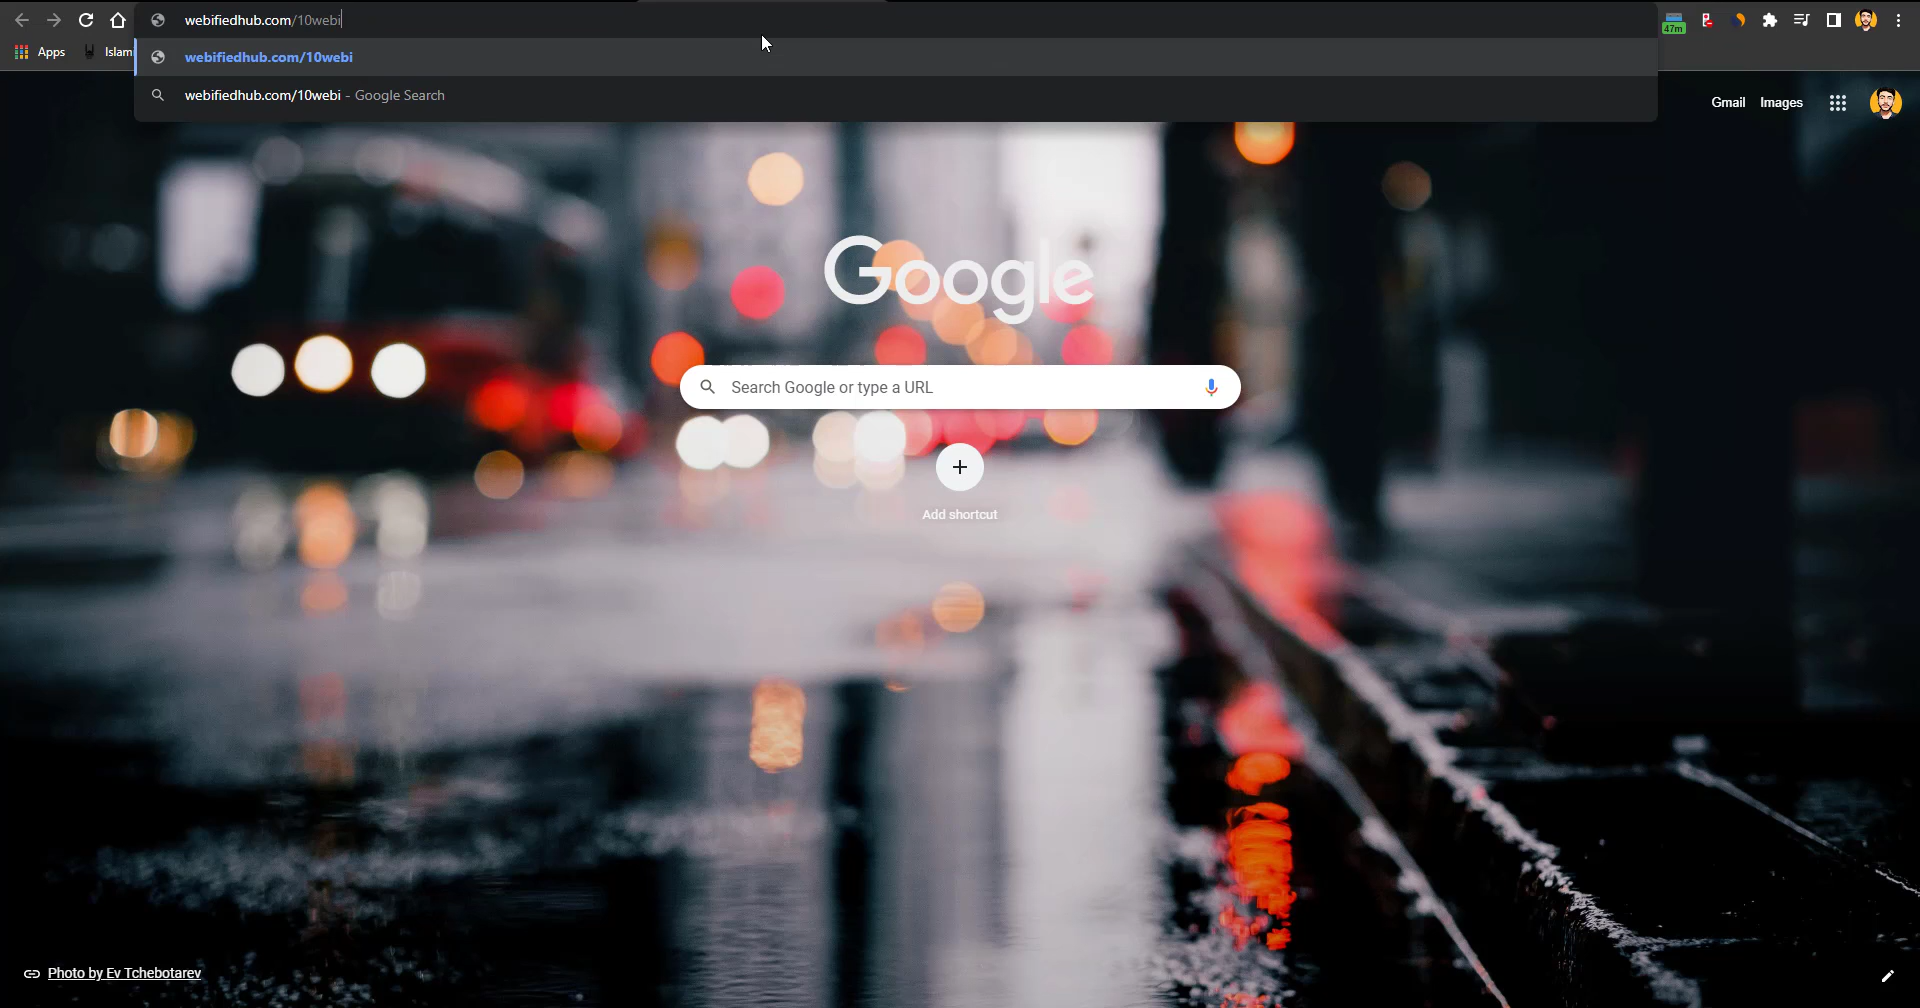 webifiedhub.com/10webi
Apps
Islam
webifiedhub.com/10webi
webifiedhub.com/10webi - Google Search
47m
Gmail
Images
Google
Search Google or type a URL
Add shortcut
Photo by Ev Tchebotarev